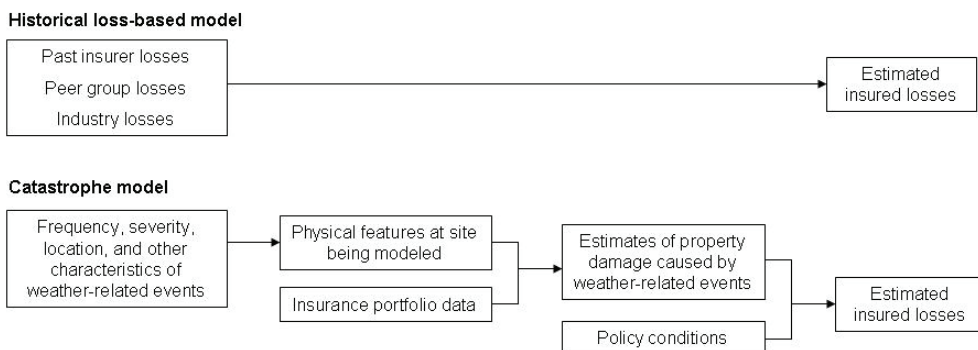 Historical loss-based model
Past insurer losses
Peer group losses
Industry losses
Estimated
insured losses
Catastrophe model
Frequency, severity,
location, and other
characteristics of
weather-related events
Physical features at site
being modeled
Insurance portfolio data
Estimates of property
damage caused by
weather-related events
Policy conditions
Estimated
insured losses